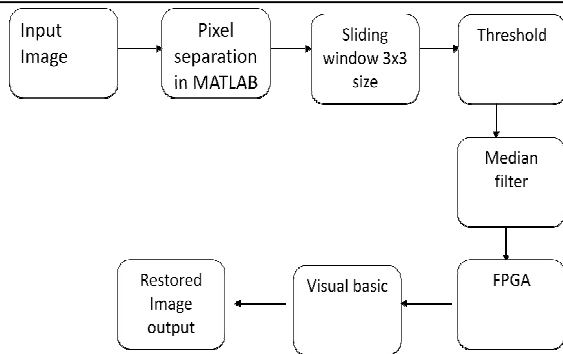 Input
Image
Pixel
separation
in MATLAB
Sliding
window 3x3
size
Threshold
Median
filter
FPGA
Visual basic
Restored
Image
output